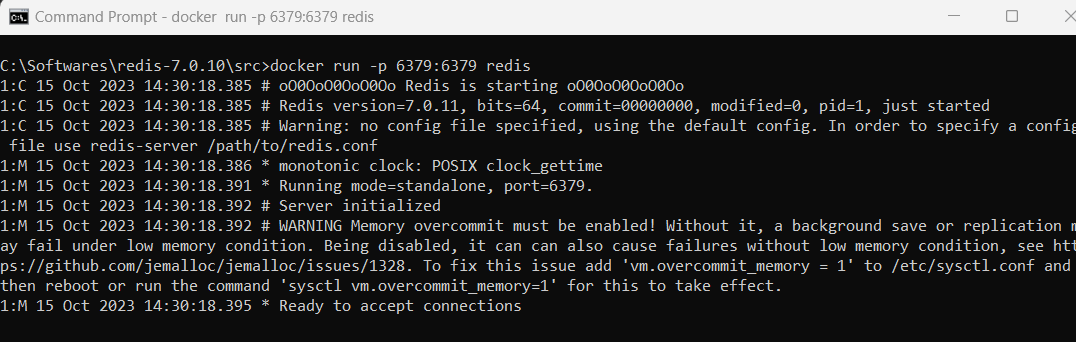 Command Prompt - docker  run -p 6379:6379 redis
C:\Softwares\redis-7.0.10\src>docker run -p 6379:6379 redis
1:C 15 Oct 2023 14:30:18.385 # oO0OoO0OoO0Oo Redis is starting oO0OoO0OoO0Oo
1:C 15 Oct 2023 14:30:18.385 # Redis version=7.0.11, bits=64, commit=00000000, modified=0, pid=1, just started
1:C 15 Oct 2023 14:30:18.385 # Warning: no config file specified, using the default config. In order to specify a config
 file use redis-server /path/to/redis.conf
1:M 15 Oct 2023 14:30:18.386 * monotonic clock: POSIX clock_gettime
1:M 15 Oct 2023 14:30:18.391 * Running mode=standalone, port=6379.
1:M 15 Oct 2023 14:30:18.392 # Server initialized
1:M 15 Oct 2023 14:30:18.392 # WARNING Memory overcommit must be enabled! Without it, a background save or replication m
ay fail under low memory condition. Being disabled, it can can also cause failures without low memory condition, see htt
ps://github.com/jemalloc/jemalloc/issues/1328. To fix this issue add 'vm.overcommit_memory = 1' to /etc/sysctl.conf and
then reboot or run the command 'sysctl vm.overcommit_memory=1' for this to take effect.
1:M 15 Oct 2023 14:30:18.395 * Ready to accept connections